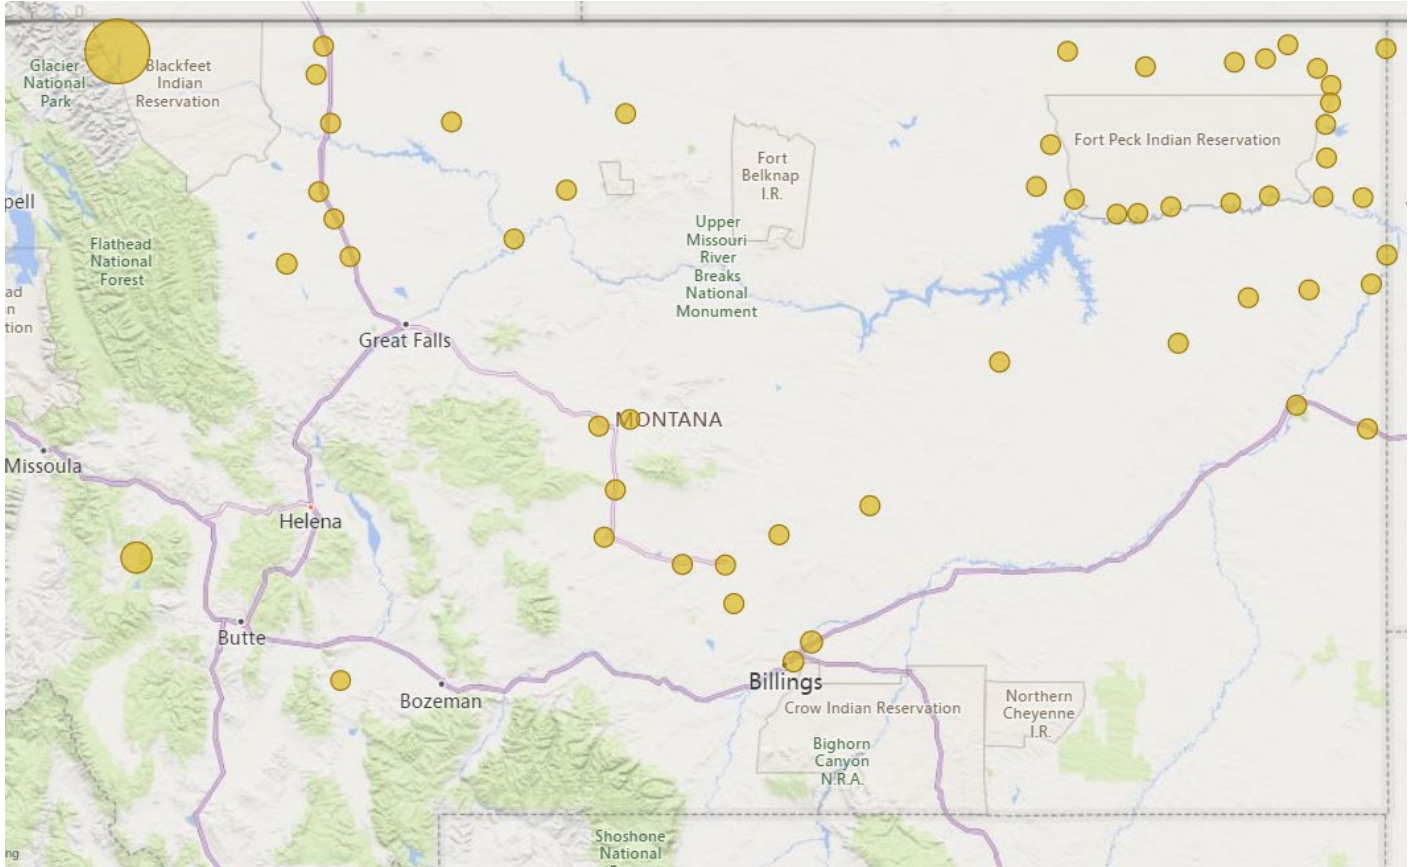 Glacier
National
Park
Blackfeet
Indian
Reservation
Fort Peck Indian Reservation
Fort
Belknap
I.R.
pell
Flathead
National
Forest
Upper
Missouri
River
Breaks
National
Monument
ad
n
tion
Great Falls
MONTANA
Missoula
Helena
Butte
Billings
Bozeman
Crow Indian Reservation
Northern
Cheyenne
I.R.
Bighorn
Canyon
N.R.A.
Shoshone
National
ng